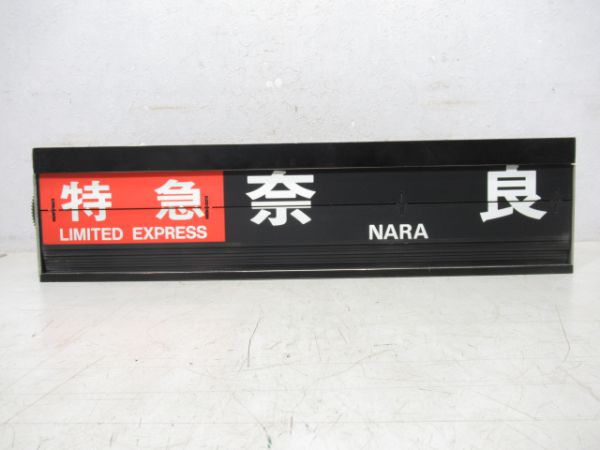 特急 奈良
LIMITED EXPRESS NARA